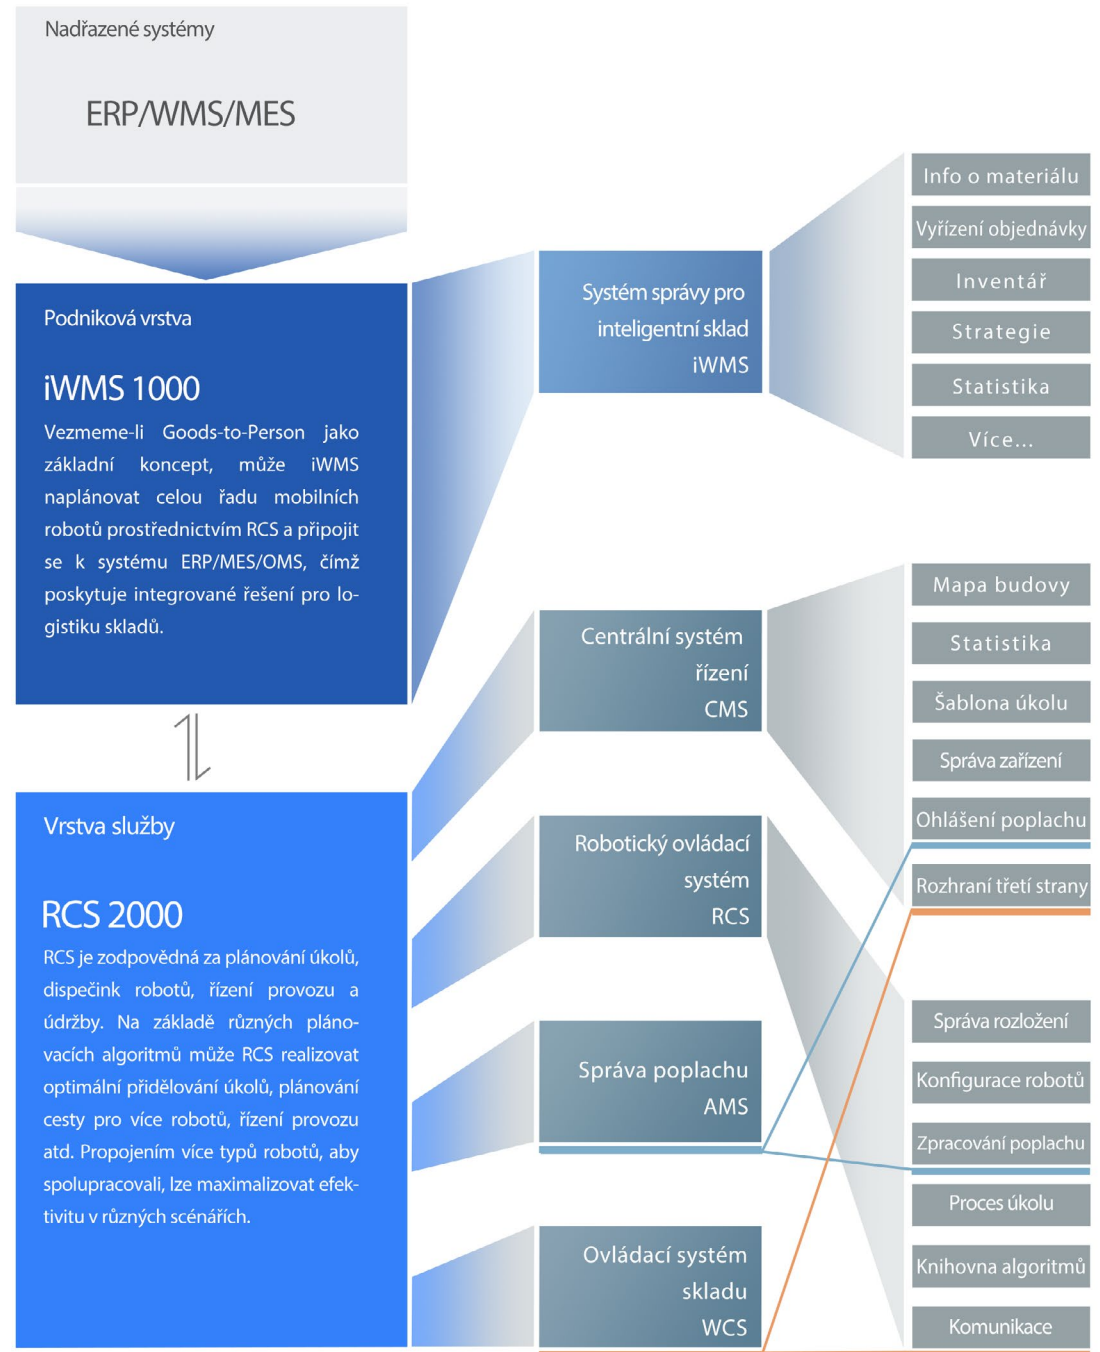 Nadřazené systémy
ERP/WMS/MES
Podniková vrstva
iWMS 1000
Vezmeme-li Goods-to-Person jako
základní koncept, může iWMS
naplánovat celou řadu mobilních
robotů prostřednictvím RCS a připojit
se k systému ERP/MES/OMS, čímž
poskytuje integrované řešení pro lo-
gistiku skladů.
Systém správy pro
inteligentní sklad
iWMS
Info o materiálu
Vyřízení objednávky
Inventář
Strategie
Statistika
Více...
Vrstva služby
RCS 2000
RCS je zodpovědná za plánování úkolů,
dispečink robotů, řízení provozu a
údržby. Na základě různých pláno-
vacích algoritmů může RCS realizovat
optimální přidělování úkolů, plánování
cesty pro více robotů, řízení provozu
atd. Propojením více typů robotů, aby
spolupracovali, lze maximalizovat efek-
tivitu v různých scénářích.
Centrální systém
řízení
CMS
Robotický ovládací
systém
RCS
Správa poplachu
AMS
Ovládací systém
skladu
WCS
Mapa budovy
Statistika
Šablona úkolu
Správa zařízení
Ohlášení poplachu
Rozhraní třetí strany
Správa rozložení
Konfigurace robotů
Zpracování poplachu
Proces úkolu
Knihovna algoritmů
Komunikace